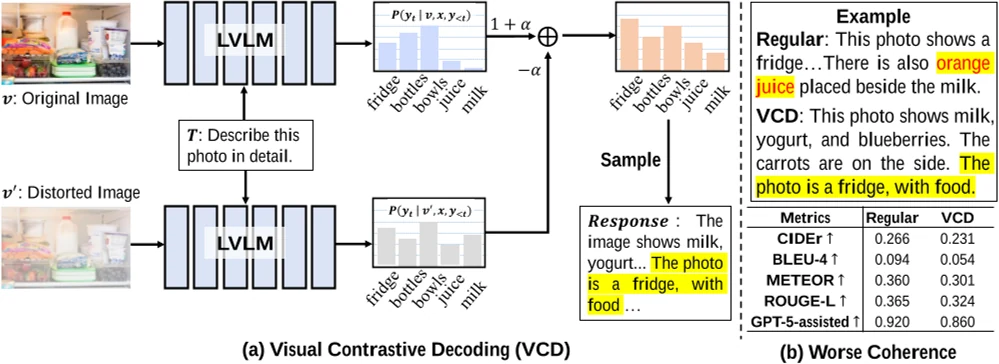 v: Original Image
LVLM
P(y_t | v, x, y_{<t})
fridge
bottles
bowls
juice
milk
1 + α
⊕
−α
fridge
bottles
bowls
juice
milk
T: Describe this
photo in detail.
v′: Distorted Image
LVLM
P(y_t | v′, x, y_{<t})
fridge
bottles
bowls
juice
milk
Sample
Response : The
image shows milk,
yogurt... The photo
is a fridge, with
food ...
(a) Visual Contrastive Decoding (VCD)
Example
Regular: This photo shows a
fridge...There is also orange
juice placed beside the milk.
VCD: This photo shows milk,
yogurt, and blueberries. The
carrots are on the side. The
photo is a fridge, with food.
Metrics Regular VCD
CIDEr ↑ 0.266 0.231
BLEU-4 ↑ 0.094 0.054
METEOR ↑ 0.360 0.301
ROUGE-L ↑ 0.365 0.324
GPT-5-assisted ↑ 0.920 0.860
(b) Worse Coherence